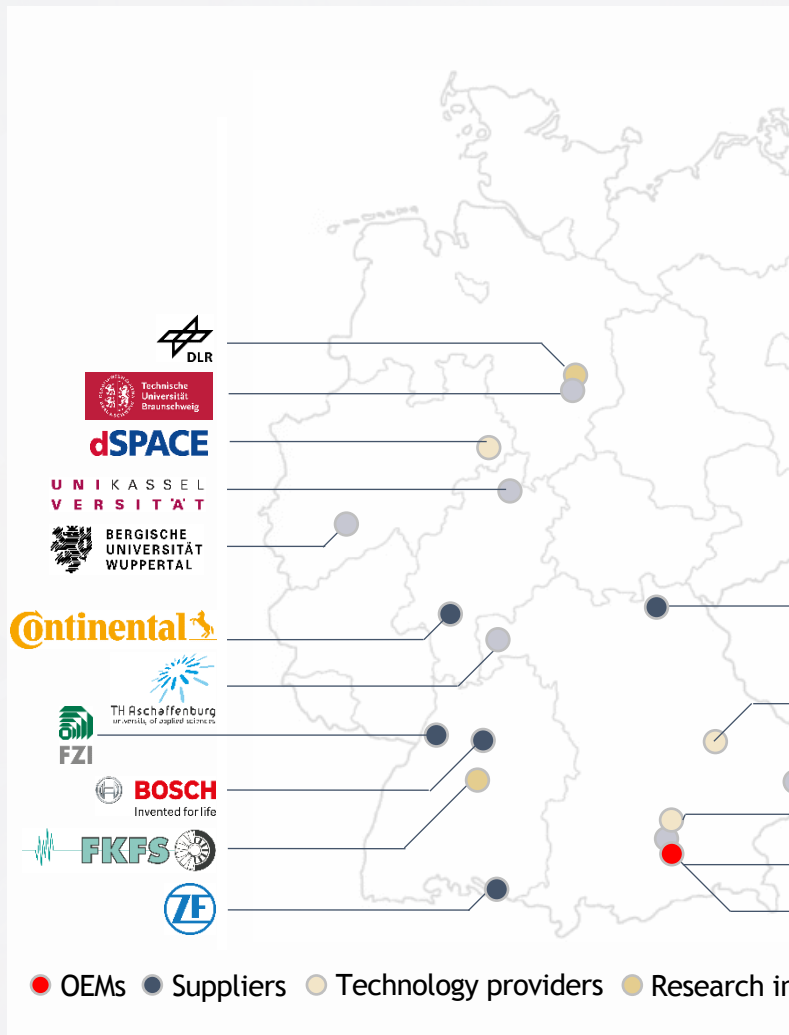 DLR
Technische
Universität
Braunschweig
dSPACE
UNIKASSEL
VERSITÄT
BERGISCHE
UNIVERSITÄT
WUPPERTAL
Continental
TH Aschaffenburg
university of applied sciences
FZI
BOSCH
Invented for life
FKFS
ZF
OEMs Suppliers Technology providers Research in